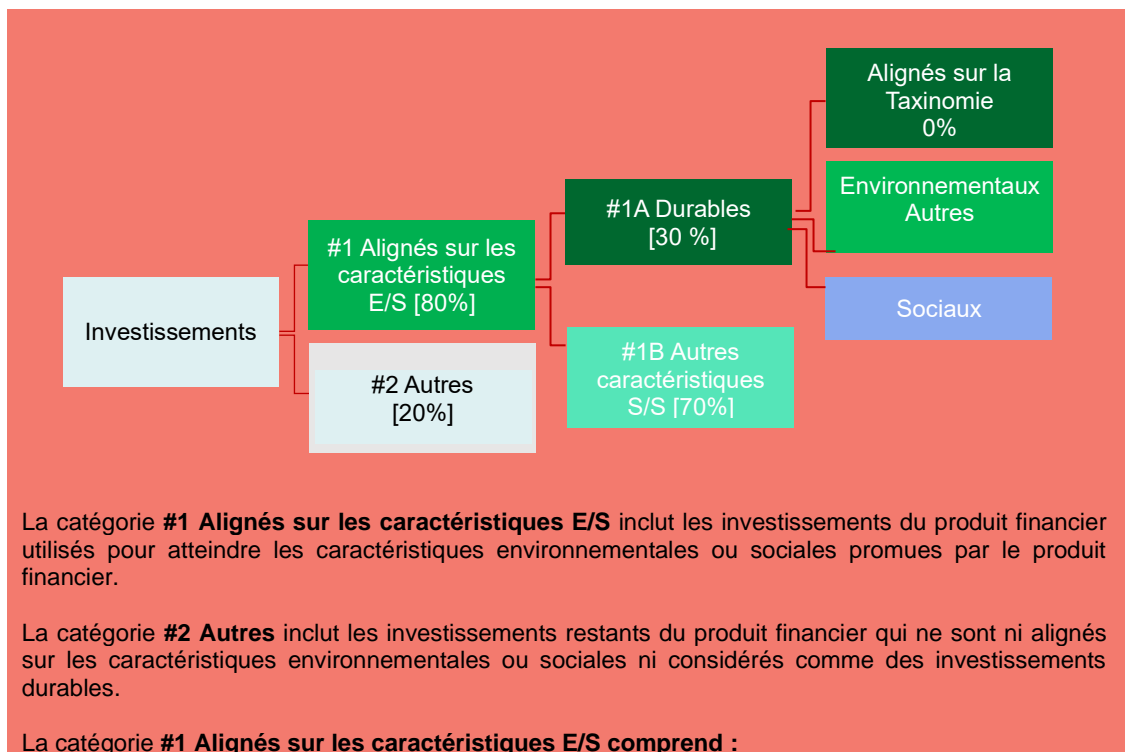 Alignés sur la
Taxinomie
0%
Environnementaux
Autres
#1A Durables
[30 %]
#1 Alignés sur les
caractéristiques
E/S [80%]
Sociaux
Investissements
#1B Autres
caractéristiques
S/S [70%]
#2 Autres
[20%]
La catégorie #1 Alignés sur les caractéristiques E/S inclut les investissements du produit financier
utilisés pour atteindre les caractéristiques environnementales ou sociales promues par le produit
financier.
La catégorie #2 Autres inclut les investissements restants du produit financier qui ne sont ni alignés
sur les caractéristiques environnementales ou sociales ni considérés comme des investissements
durables.
La catégorie #1 Alignés sur les caractéristiques E/S comprend :